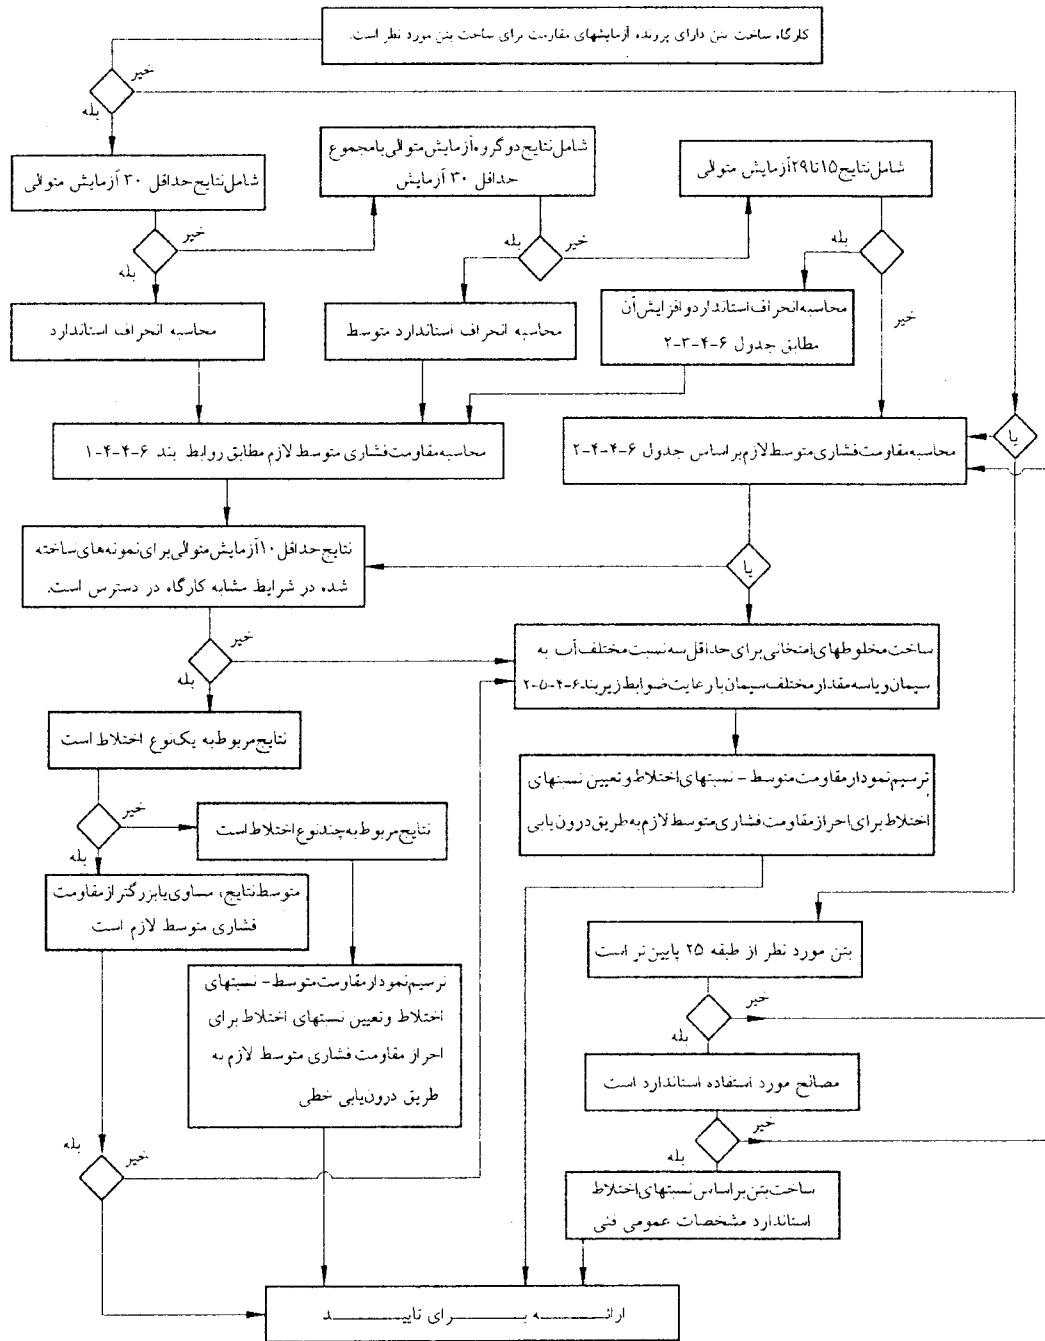 کارگاه ساخت بتن دارای پرونده آزمایشهای مقاومت برای ساخت بتن مورد نظر است.
خیر
بله
شامل نتایج حداقل ۳۰ آزمایش متوالی
خیر
بله
شامل نتایج دو گروه آزمایش متوالی با مجموع
حداقل ۳۰ آزمایش
بله
خیر
شامل نتایج ۱۵ تا ۲۹ آزمایش متوالی
بله
خیر
محاسبه انحراف استاندارد
محاسبه انحراف استاندارد متوسط
محاسبه انحراف استاندارد و افزایش آن
مطابق جدول ۶-۴-۳-۲
محاسبه مقاومت فشاری متوسط لازم مطابق روابط بند ۶-۴-۴-۱
محاسبه مقاومت فشاری متوسط لازم بر اساس جدول ۶-۴-۴-۲
یا
نتایج حداقل ۱۰ آزمایش متوالی برای نمونه های ساخته
شده در شرایط مشابه کارگاه در دسترس است.
یا
خیر
بله
ساخت مخلوطهای امتحانی برای حداقل سه نسبت مختلف آب به
سیمان و یا سه مقدار مختلف سیمان با رعایت ضوابط زیر بند ۶-۴-۵-۲
نتایج مربوط به یک نوع اختلاط است
خیر
بله
نتایج مربوط به چند نوع اختلاط است
ترسیم نمودار مقاومت متوسط - نسبتهای اختلاط و تعیین نسبتهای
اختلاط برای احراز مقاومت فشاری متوسط لازم به طریق درون یابی
متوسط نتایج، مساوی یا بزرگتر از مقاومت
فشاری متوسط لازم است
بتن مورد نظر از طبقه ۲۵ پایین تر است
خیر
بله
ترسیم نمودار مقاومت متوسط - نسبتهای
اختلاط و تعیین نسبتهای اختلاط برای
احراز مقاومت فشاری متوسط لازم به
طریق درون یابی خطی
مصالح مورد استفاده استاندارد است
خیر
بله
بله
خیر
ساخت بتن بر اساس نسبتهای اختلاط
استاندارد مشخصات عمومی فنی
ارائـــــه بـــــرای تاییـــــد